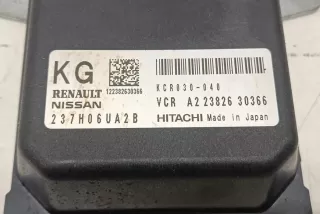 KG
122382630366
RENAULT
NISSAN
237H06UA2B
KCR030-040
VCR A2 23826 30366
HITACHI Made in Japan